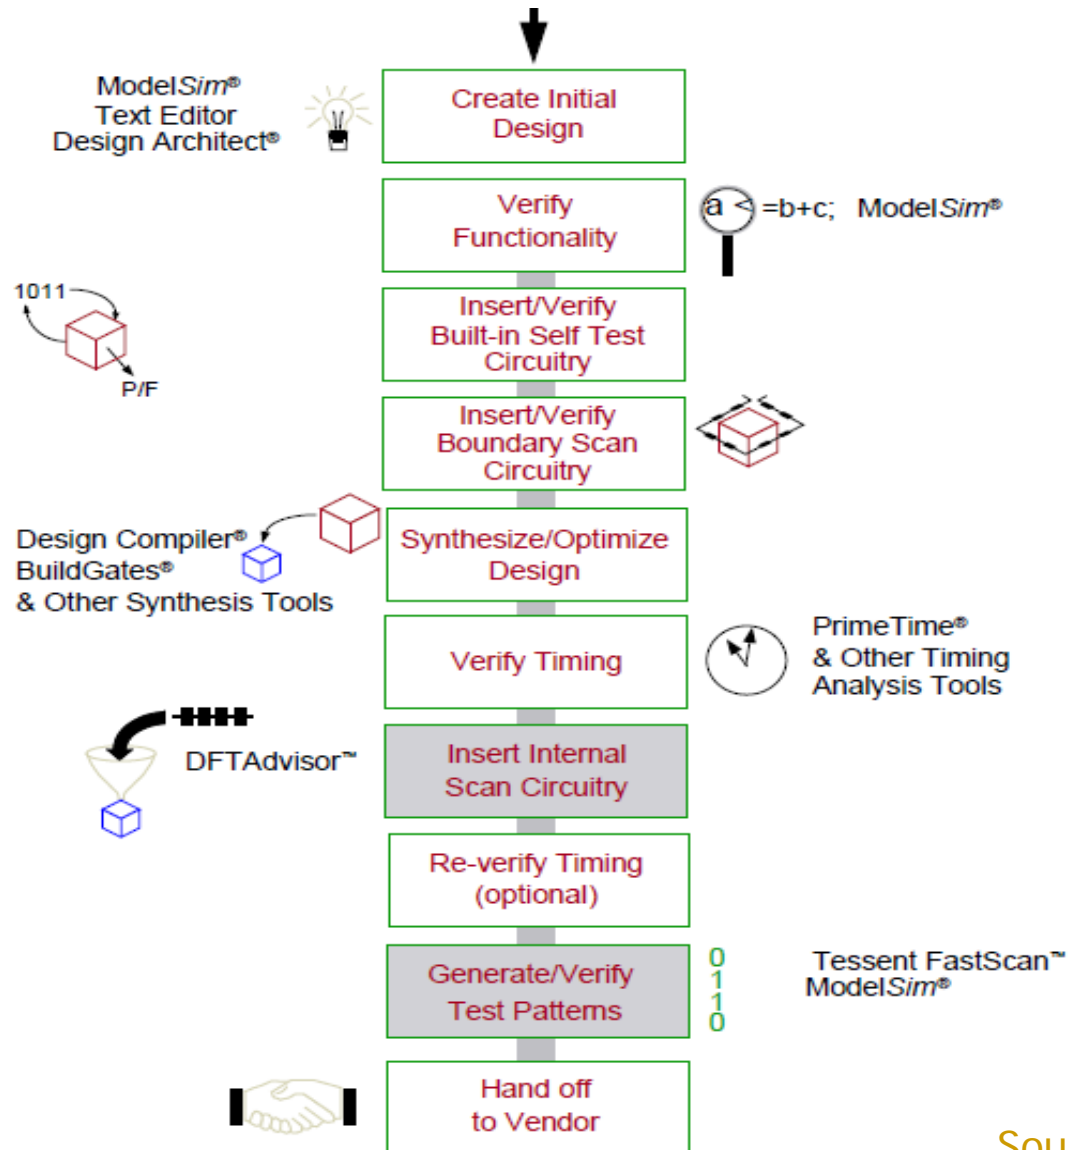 ModelSim®
Text Editor
Design Architect®
Create Initial
Design
Verify
Functionality
a < =b+c; ModelSim®
1011
P/F
Insert/Verify
Built-in Self Test
Circuitry
Insert/Verify
Boundary Scan
Circuitry
Design Compiler®
BuildGates®
& Other Synthesis Tools
Synthesize/Optimize
Design
Verify Timing
PrimeTime®
& Other Timing
Analysis Tools
DFTAdvisor™
Insert Internal
Scan Circuitry
Re-verify Timing
(optional)
Generate/Verify
Test Patterns
0
1
1
0
Tessent FastScan™
ModelSim®
Hand off
to Vendor